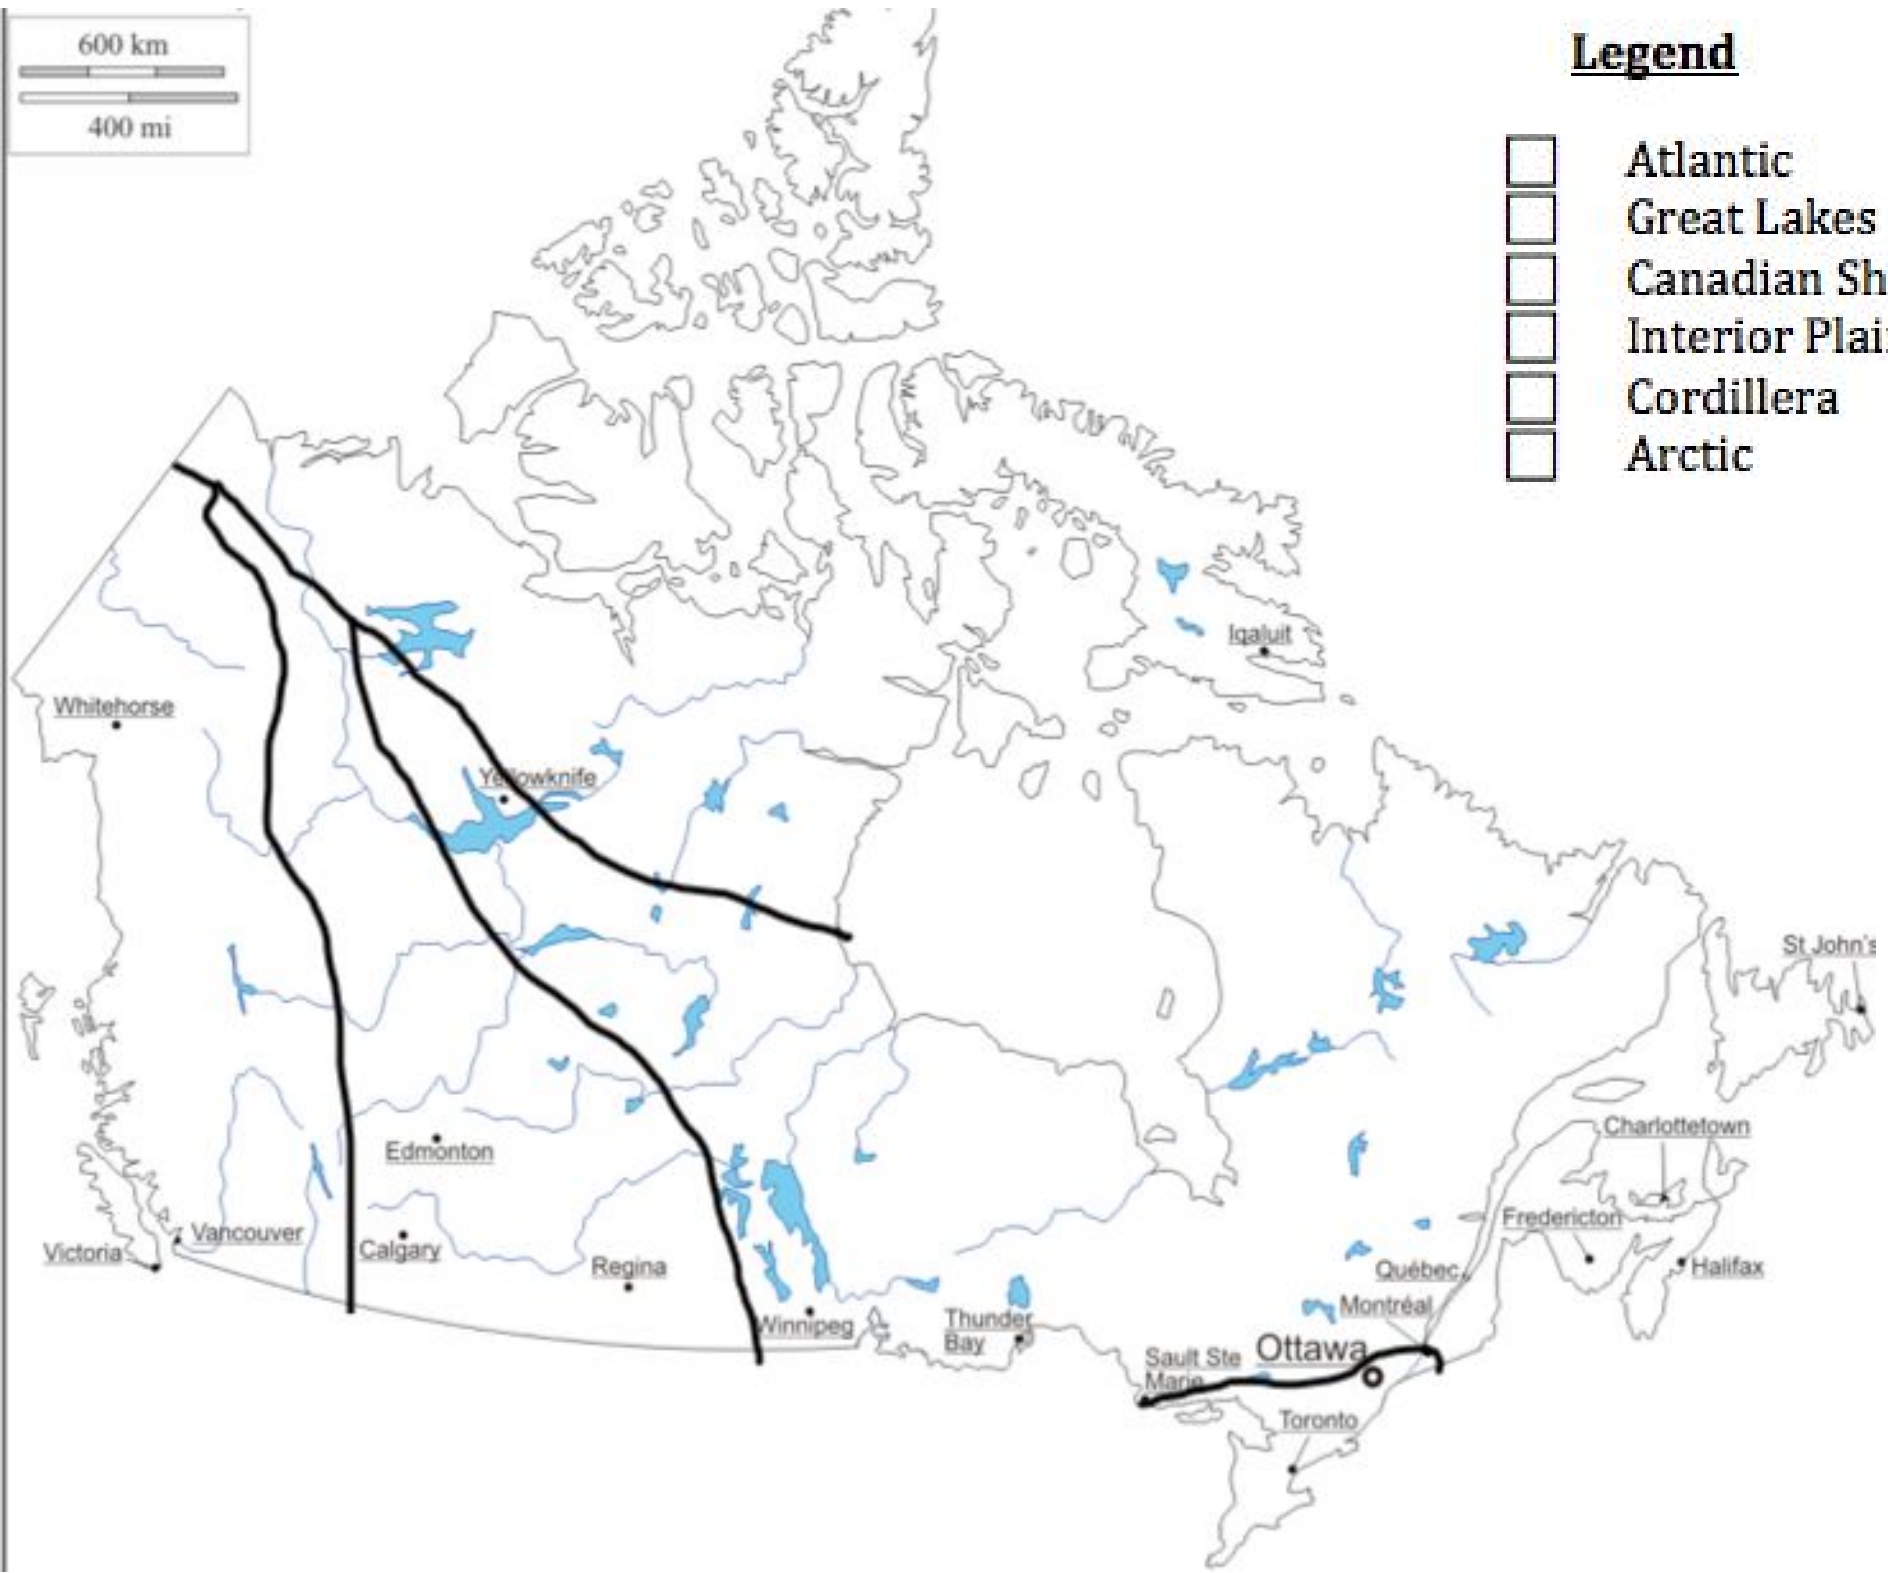 600 km
400 mi
Legend
Atlantic
Great Lakes
Canadian Sh
Interior Plai
Cordillera
Arctic
Iqaluit
Whitehorse
Yellowknife
St John's
Charlottetown
Edmonton
Fredericton
Vancouver
Victoria
Calgary
Regina
Québec
Halifax
Montréal
Winnipeg
Thunder
Bay
Ottawa
Sault Ste
Marie
Toronto